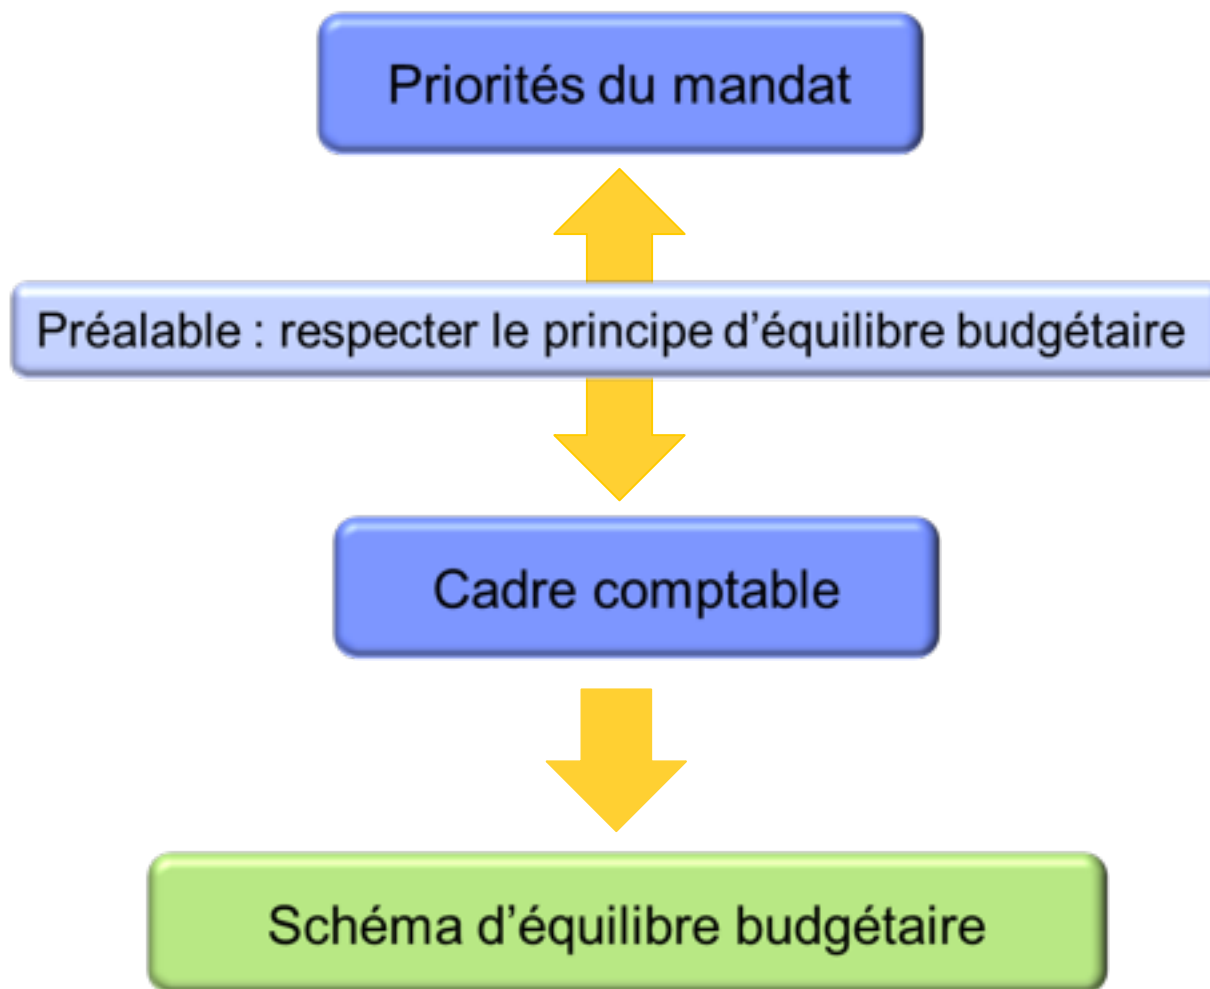 Priorités du mandat
Préalable : respecter le principe d’équilibre budgétaire
Cadre comptable
Schéma d’équilibre budgétaire